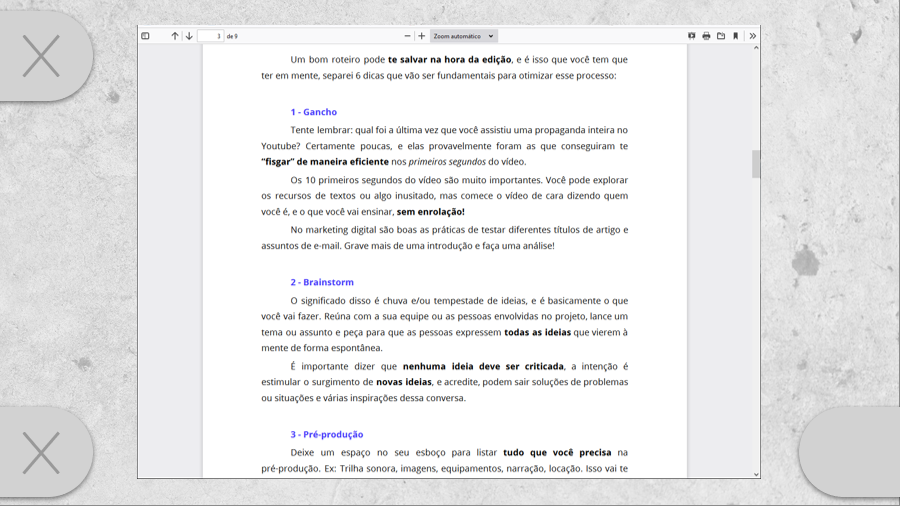 3 de 9
Zoom automático
Um bom roteiro pode te salvar na hora da edição, e é isso que você tem que
ter em mente, separei 6 dicas que vão ser fundamentais para otimizar esse processo:
1 - Gancho
Tente lembrar: qual foi a última vez que você assistiu uma propaganda inteira no
Youtube? Certamente poucas, e elas provavelmente foram as que conseguiram te
"fisgar" de maneira eficiente nos primeiros segundos do vídeo.
Os 10 primeiros segundos do vídeo são muito importantes. Você pode explorar
os recursos de textos ou algo inusitado, mas comece o vídeo de cara dizendo quem
você é, e o que você vai ensinar, sem enrolação!
No marketing digital são boas as práticas de testar diferentes títulos de artigo e
assuntos de e-mail. Grave mais de uma introdução e faça uma análise!
2 - Brainstorm
O significado disso é chuva e/ou tempestade de ideias, e é basicamente o que
você vai fazer. Reúna com a sua equipe ou as pessoas envolvidas no projeto, lance um
tema ou assunto e peça para que as pessoas expressem todas as ideias que vierem à
mente de forma espontânea.
É importante dizer que nenhuma ideia deve ser criticada, a intenção é
estimular o surgimento de novas ideias, e acredite, podem sair soluções de problemas
ou situações e várias inspirações dessa conversa.
3 - Pré-produção
Deixe um espaço no seu esboço para listar tudo que você precisa na
pré-produção. Ex: Trilha sonora, imagens, equipamentos, narração, locação. Isso vai te